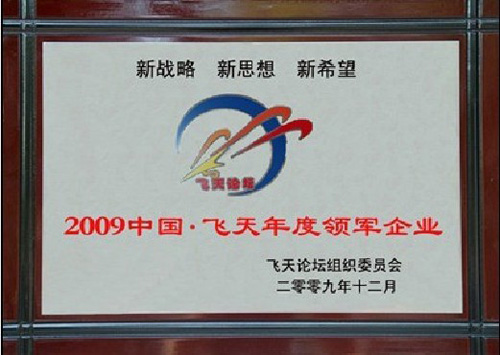 新战略 新思想 新希望
飞天论坛
2009中国·飞天年度领军企业
飞天论坛组织委员会
二零零九年十二月